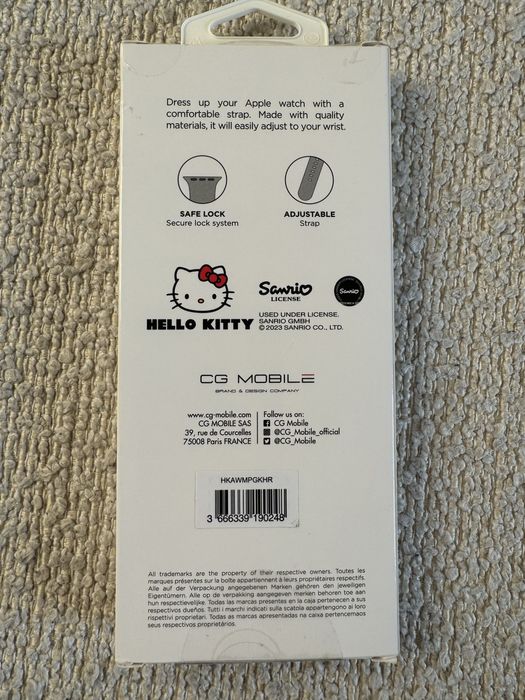 Dress up your Apple watch with a
comfortable strap. Made with quality
materials, it will easily adjust to your wrist.
SAFE LOCK
Secure lock system
ADJUSTABLE
Strap
HELLO KITTY
Sanrio
LICENSE
USED UNDER LICENSE.
SANRIO GMBH
© 2023 SANRIO CO., LTD.
Sanrio
CG MOBILE
BRAND & DESIGN COMPANY
www.cg-mobile.com
CG MOBILE SAS
39, rue de Courcelles
75008 Paris FRANCE
Follow us on:
CG Mobile
@CG_Mobile_official
@CG_Mobile
HKAWMPGKHR
3 666339 190248
All trademarks are the property of their respective owners. Toutes les
marques présentes sur la boîte appartiennent à leurs propriétaires respectifs.
Alle auf der Verpackung angegebenen Marken gehören den jeweiligen
Eigentümern. Alle op de verpakking aangegeven merken behoren toe aan
hun respectievelijke. Todas las marcas presentes en la caja pertenecen a sus
respectivos dueños. Tutti i marchi indicati sulla scatola appartengono ai loro
rispettivi proprietari. Todas as marcas apresentadas na caixa pertencemaos
seus respectivos propriétários.